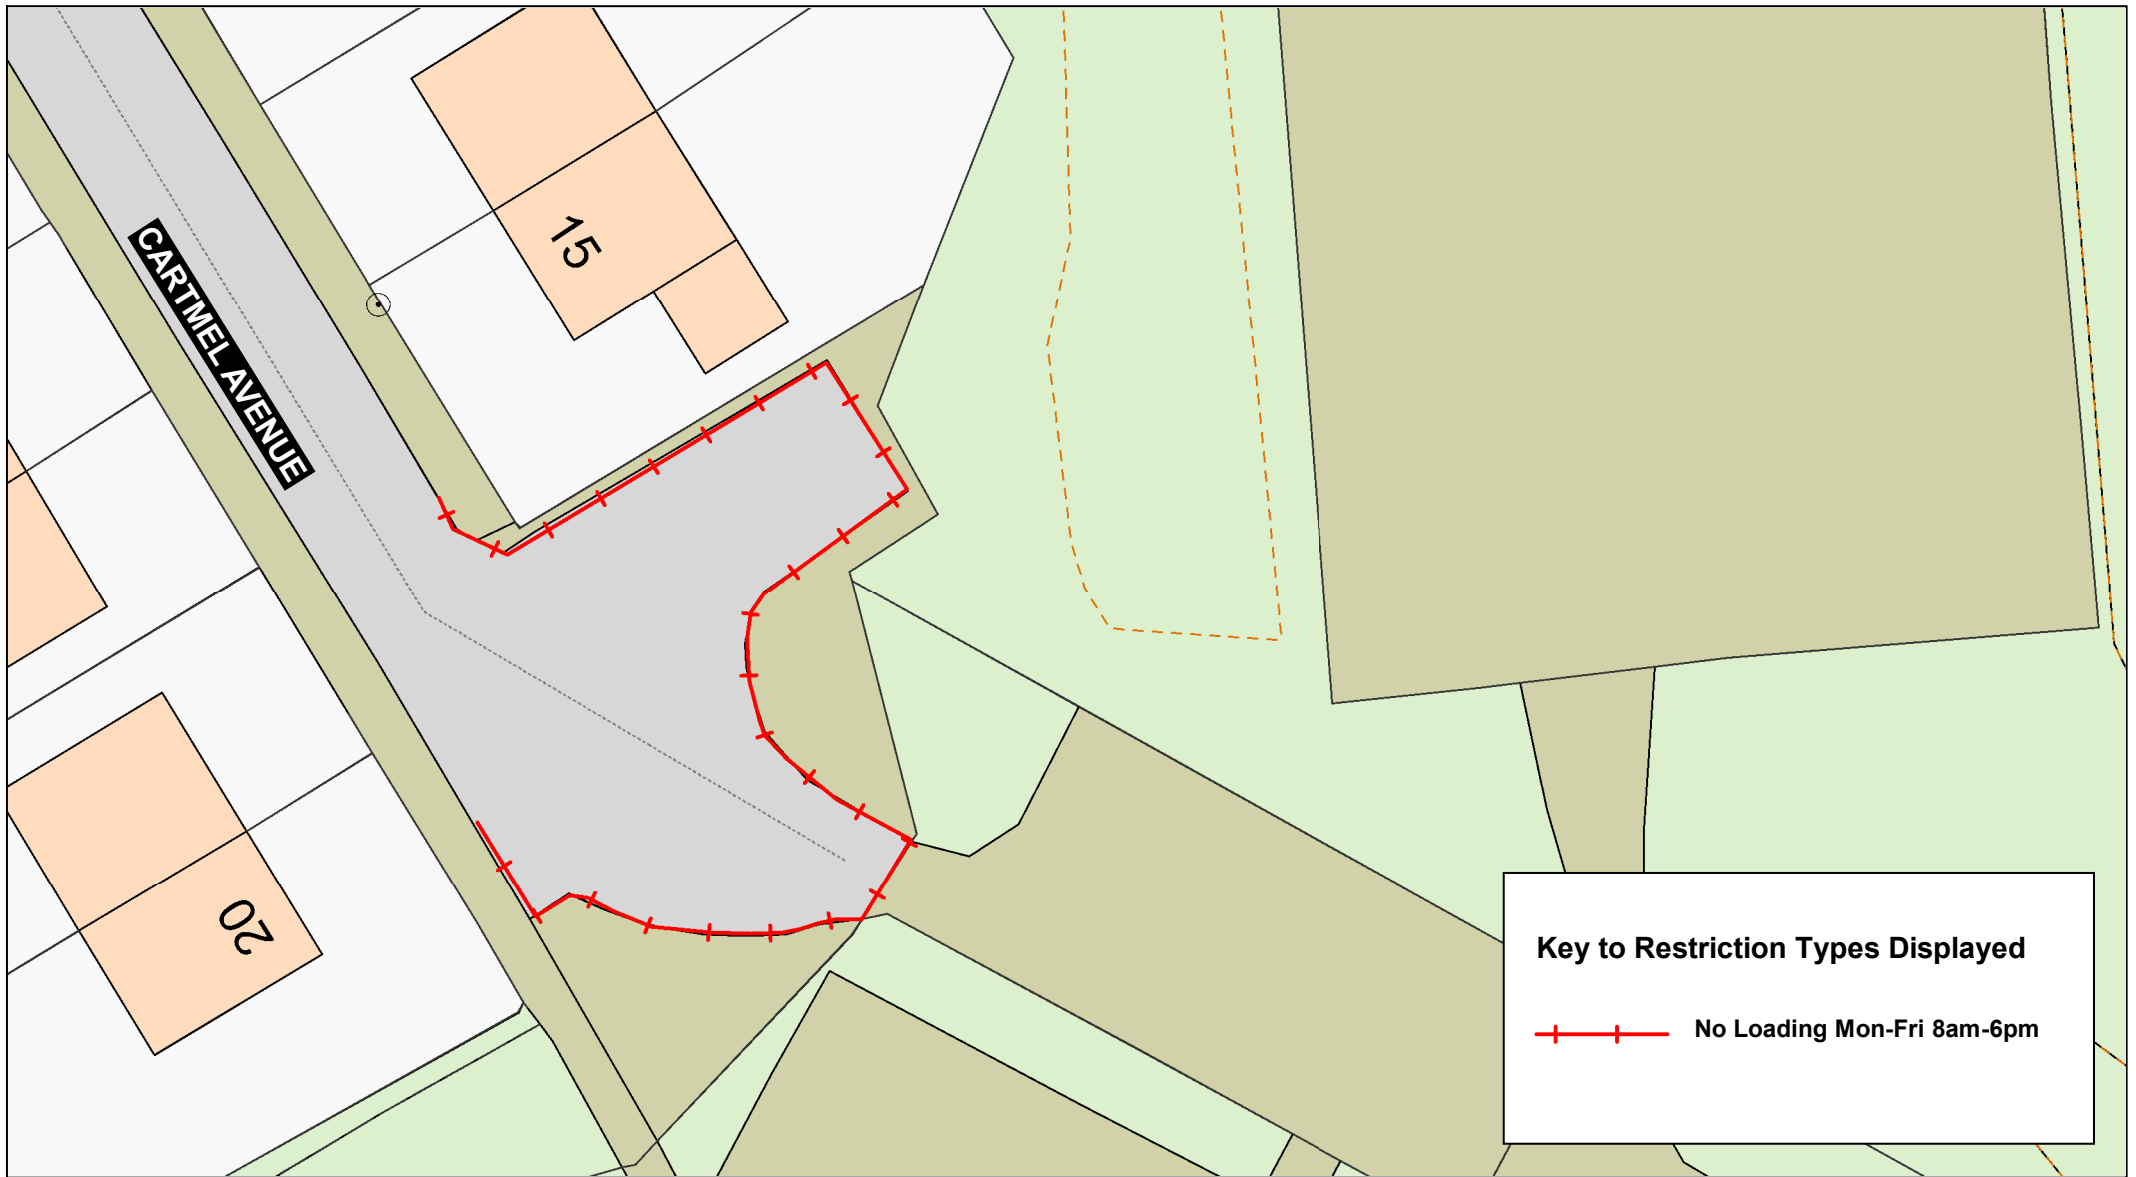 15
CARTMEL AVENUE
20
Key to Restriction Types Displayed
No Loading Mon-Fri 8am-6pm